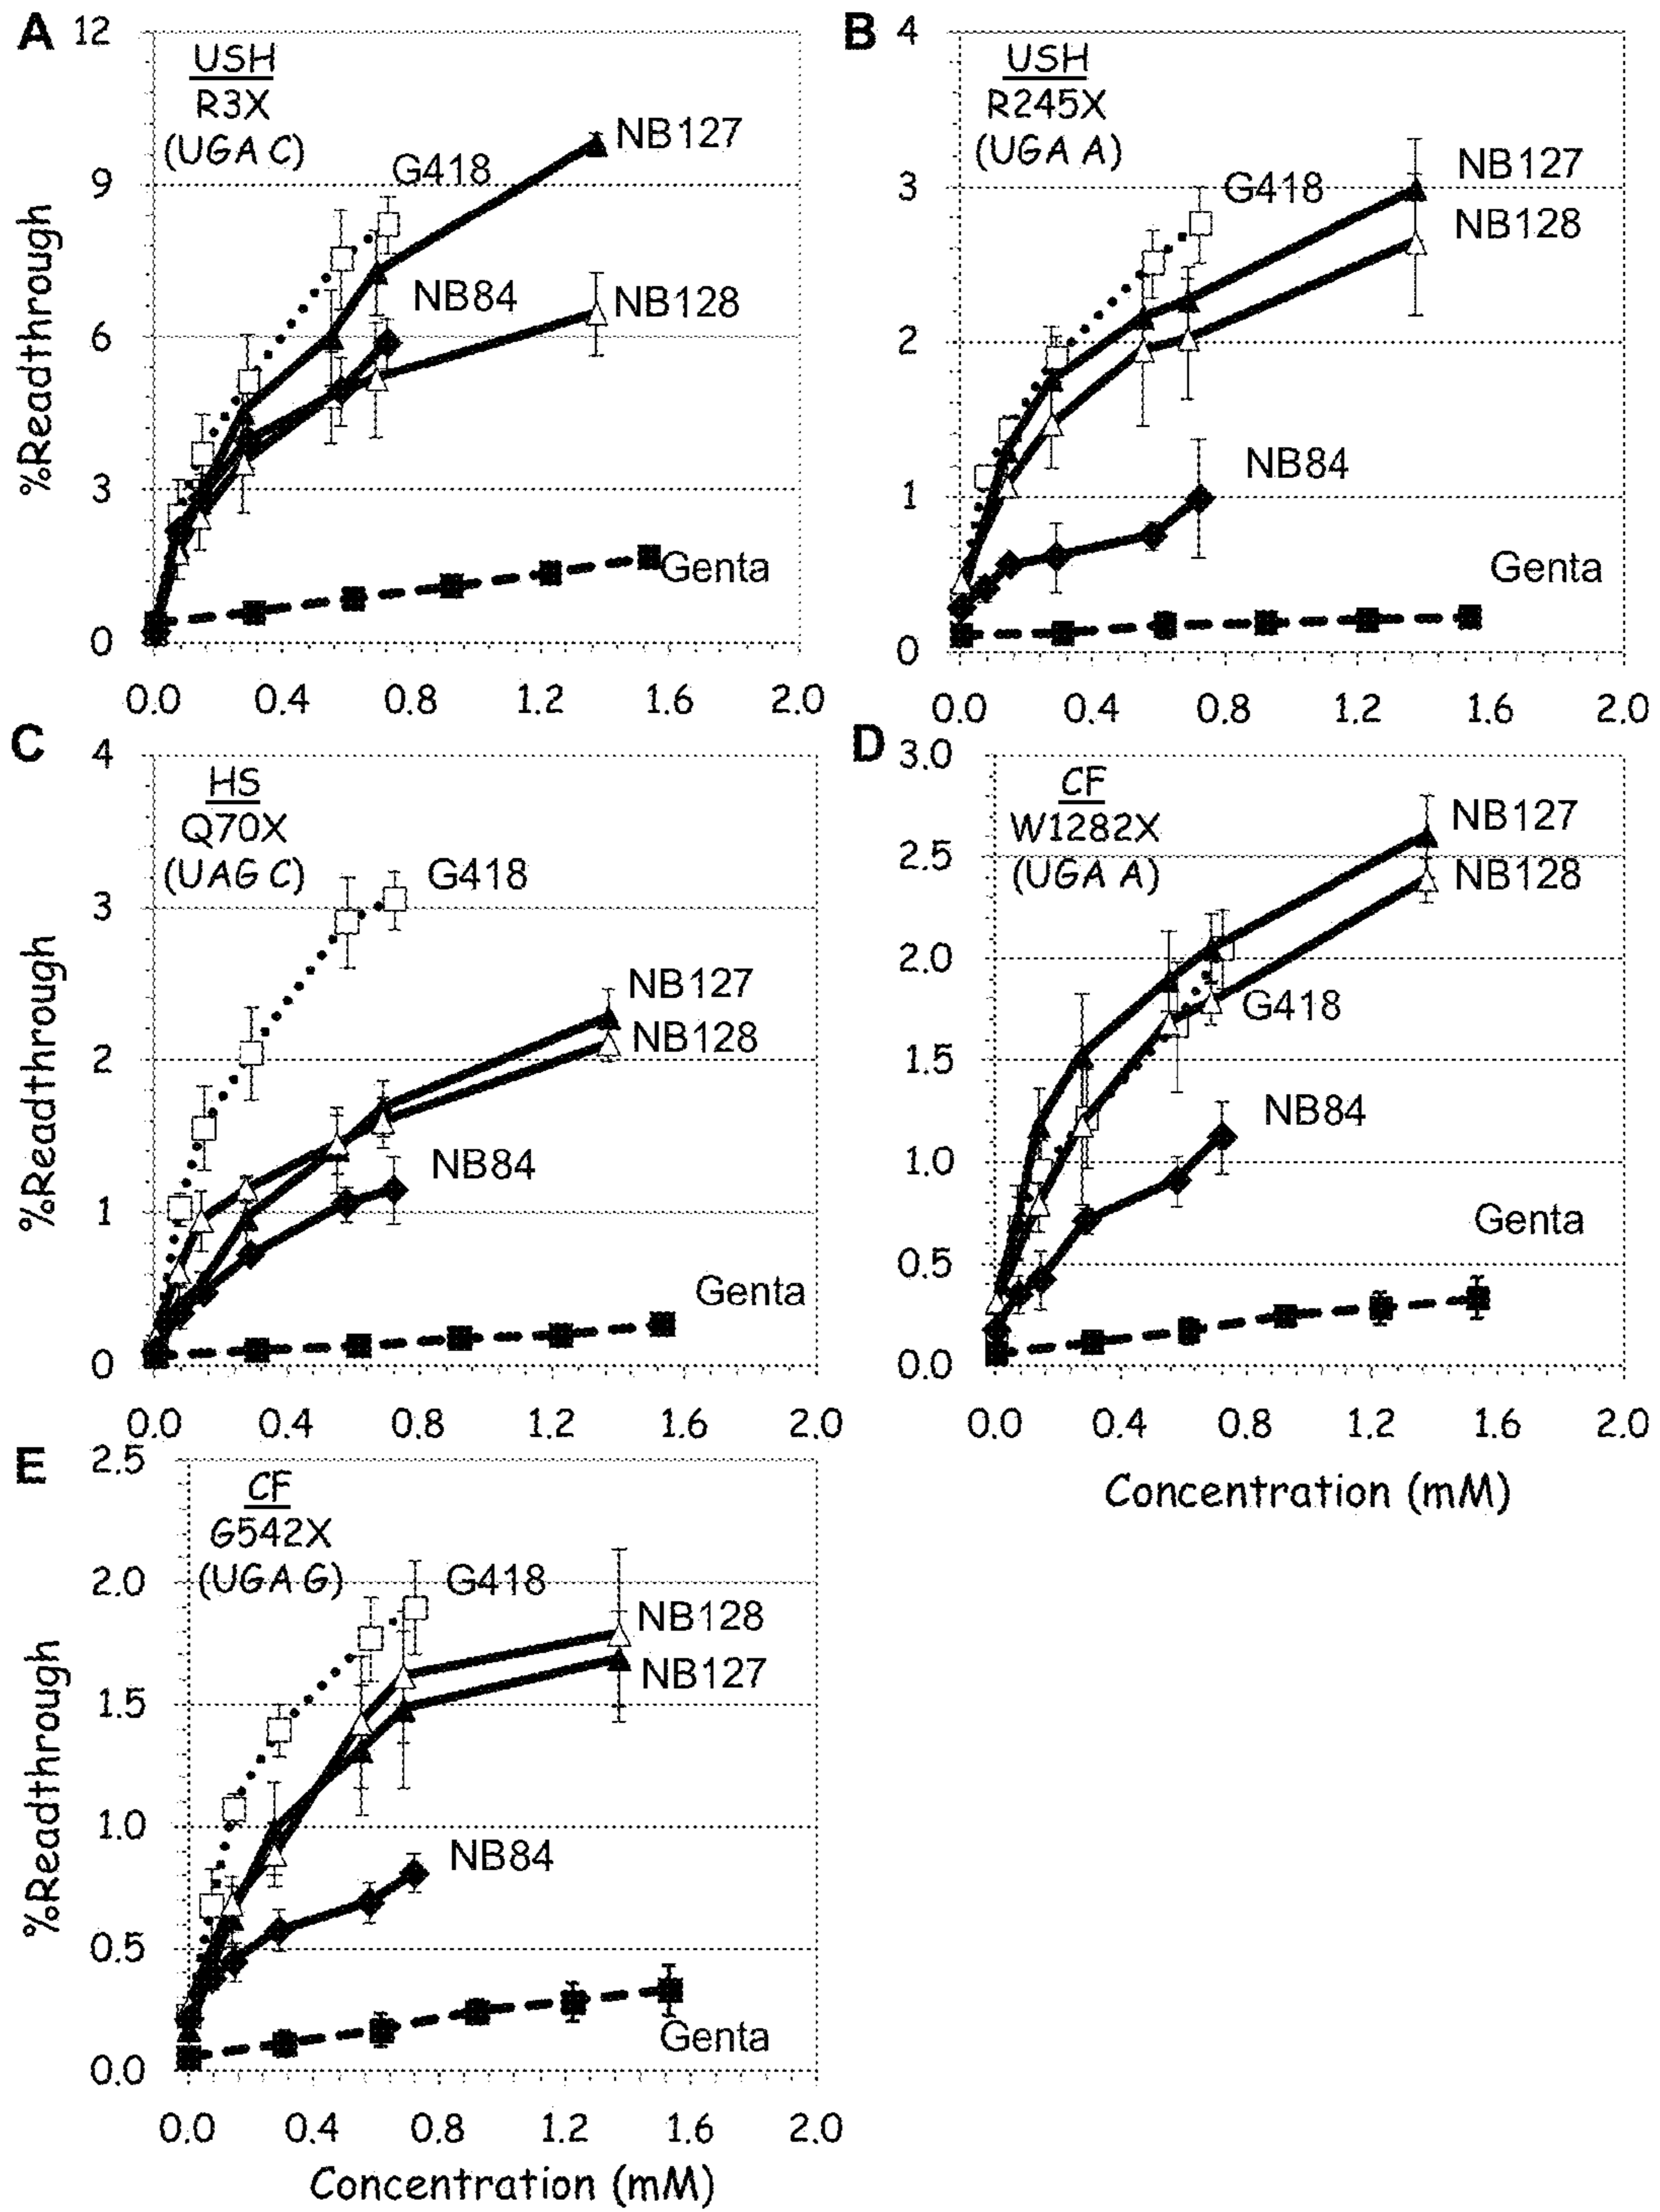 A
12
9
6
3
0
%Readthrough
USH
R3X
(UGA C)
G418
NB127
NB84
NB128
Genta
0.0 0.4 0.8 1.2 1.6 2.0
B
4
3
2
1
0
USH
R245X
(UGA A)
G418
NB127
NB128
NB84
Genta
0.0 0.4 0.8 1.2 1.6 2.0
C
4
3
2
1
0
%Readthrough
HS
Q70X
(UAG C)
G418
NB127
NB128
NB84
Genta
0.0 0.4 0.8 1.2 1.6 2.0
D
3.0
2.5
2.0
1.5
1.0
0.5
0.0
CF
W1282X
(UGA A)
NB127
NB128
G418
NB84
Genta
0.0 0.4 0.8 1.2 1.6 2.0
Concentration (mM)
E
2.5
2.0
1.5
1.0
0.5
0.0
%Readthrough
CF
G542X
(UGA G)
G418
NB128
NB127
NB84
Genta
0.0 0.4 0.8 1.2 1.6 2.0
Concentration (mM)